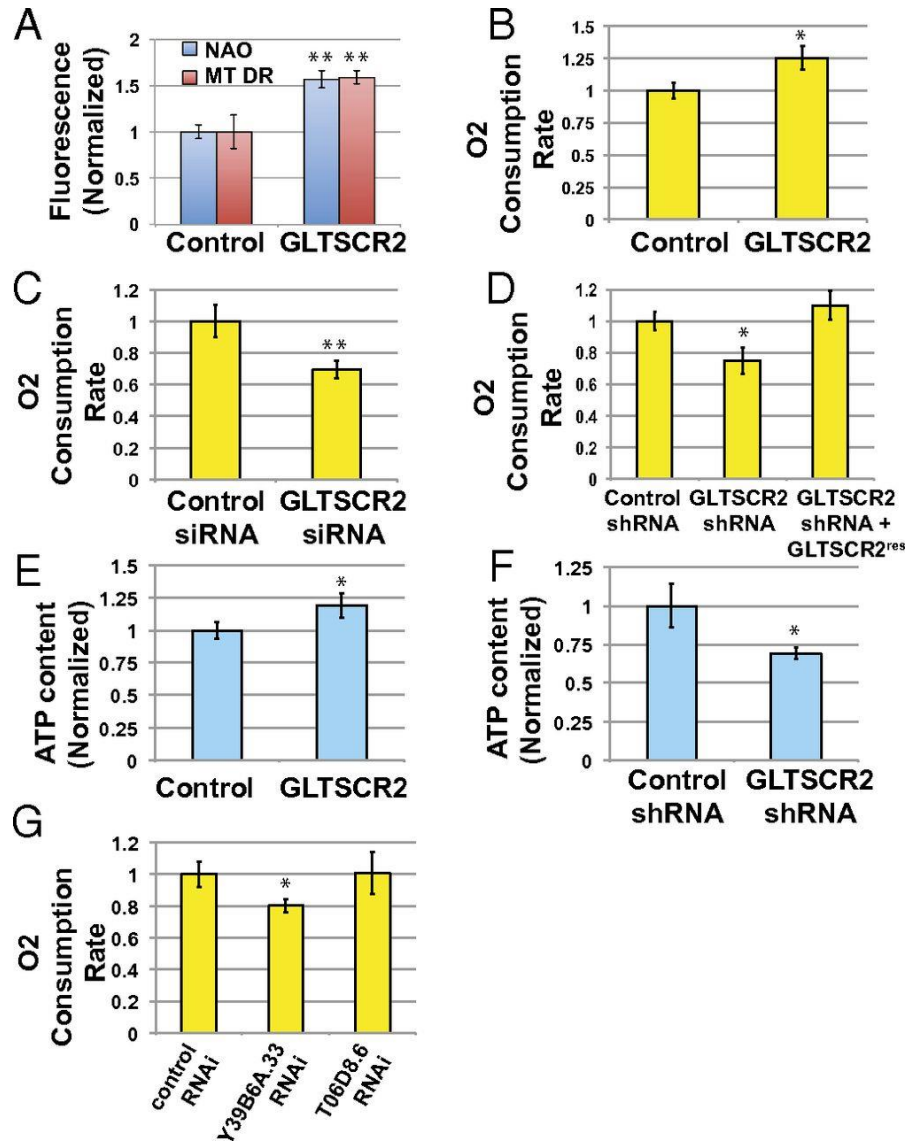 A
Fluorescence
(Normalized)
2
1.5
1
0.5
0
NAO
MT DR
** **
Control GLTSCR2
B
O2
Consumption
Rate
1.5
1.25
1
0.75
0.5
0.25
0
*
Control GLTSCR2
C
O2
Consumption
Rate
1.2
1
0.8
0.6
0.4
0.2
0
**
Control GLTSCR2
siRNA siRNA
D
O2
Consumption
Rate
1.2
1
0.8
0.6
0.4
0.2
0
*
Control GLTSCR2 GLTSCR2
shRNA shRNA shRNA +
GLTSCR2res
E
ATP content
(Normalized)
1.5
1.25
1
0.75
0.5
0.25
0
*
Control GLTSCR2
F
ATP content
(Normalized)
1.25
1
0.75
0.5
0.25
0
*
Control GLTSCR2
shRNA shRNA
G
O2
Consumption
Rate
1.2
1
0.8
0.6
0.4
0.2
0
*
control
RNAi
Y39B6A.33
RNAi
T06D8.6
RNAi